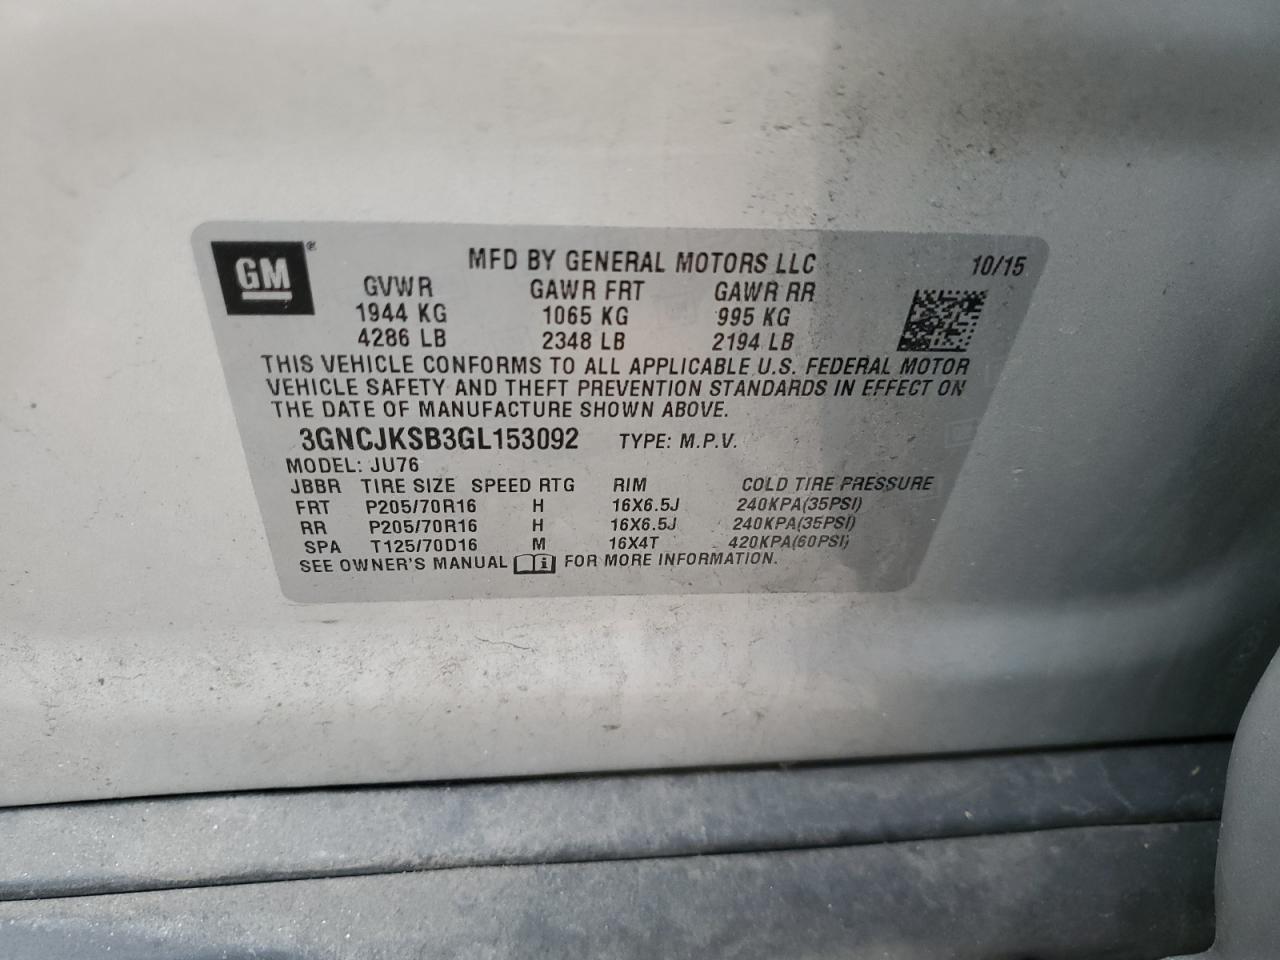 GM® MFD BY GENERAL MOTORS LLC 10/15
GVWR GAWR FRT GAWR RR
1944 KG 1065 KG 995 KG
4286 LB 2348 LB 2194 LB
THIS VEHICLE CONFORMS TO ALL APPLICABLE U.S. FEDERAL MOTOR
VEHICLE SAFETY AND THEFT PREVENTION STANDARDS IN EFFECT ON
THE DATE OF MANUFACTURE SHOWN ABOVE.
3GNCJKSB3GL153092 TYPE: M.P.V.
MODEL: JU76
JBBR TIRE SIZE SPEED RTG RIM COLD TIRE PRESSURE
FRT P205/70R16 H 16X6.5J 240KPA(35PSI)
RR P205/70R16 H 16X6.5J 240KPA(35PSI)
SPA T125/70D16 M 16X4T 420KPA(60PSI)
SEE OWNER'S MANUAL i FOR MORE INFORMATION.